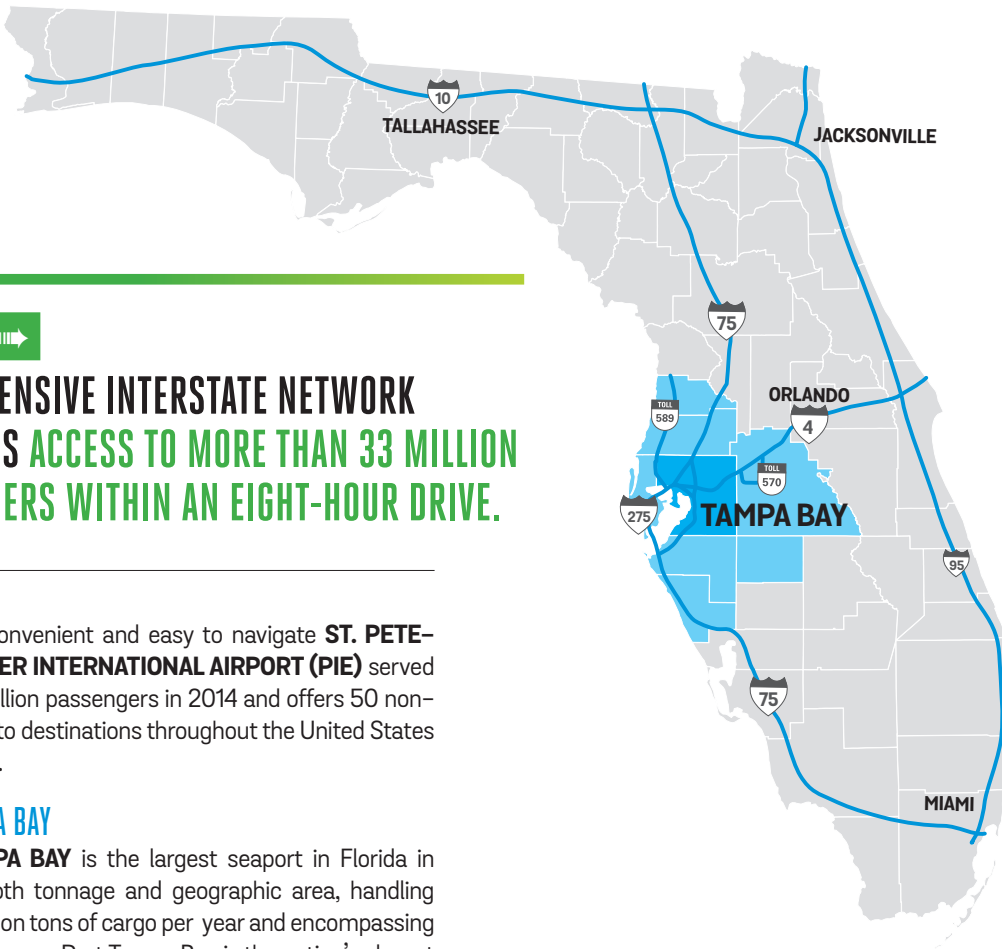 10
TALLAHASSEE
JACKSONVILLE
75
ENSIVE INTERSTATE NETWORK
S ACCESS TO MORE THAN 33 MILLION
ERS WITHIN AN EIGHT-HOUR DRIVE.
ORLANDO
4
TOLL
589
TOLL
570
275
TAMPA BAY
95
onvenient and easy to navigate ST. PETE–
ER INTERNATIONAL AIRPORT (PIE) served
llion passengers in 2014 and offers 50 non–
to destinations throughout the United States
.
75
MIAMI
A BAY
PA BAY is the largest seaport in Florida in
oth tonnage and geographic area, handling
on tons of cargo per year and encompassing